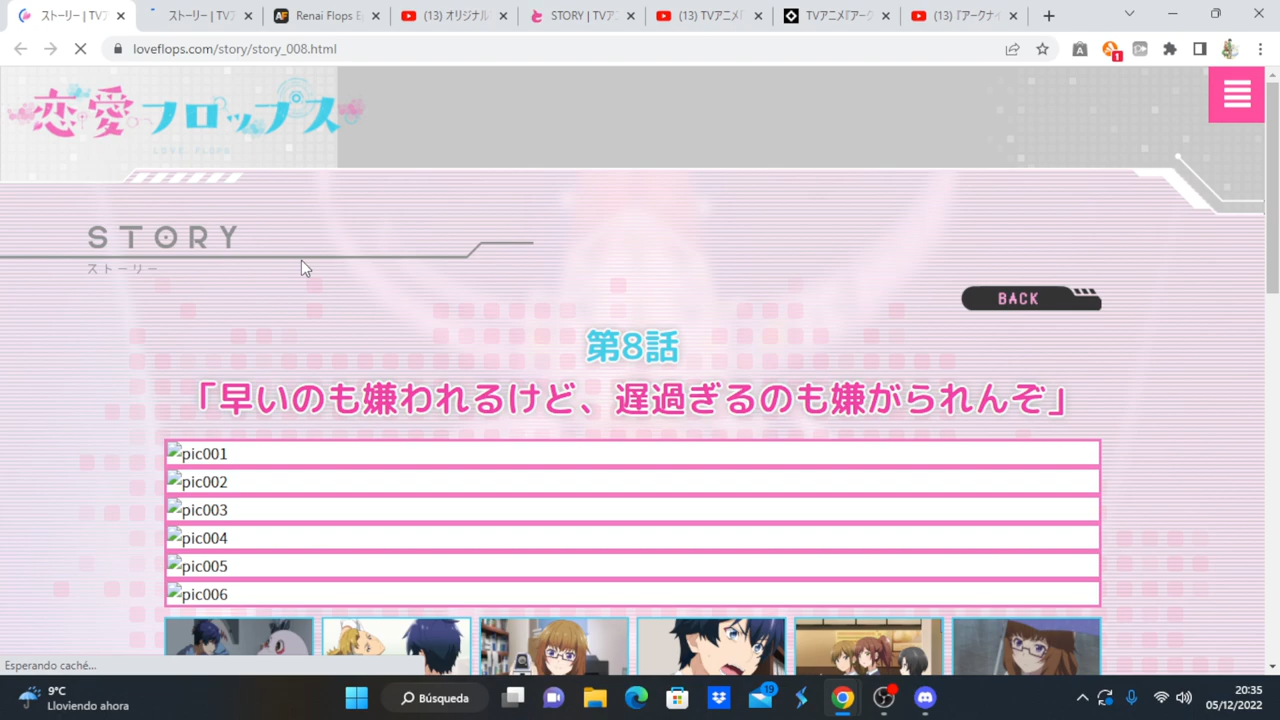 ストーリー | TVア
ストーリー | TVア
Renai Flops E
(13) オリジナル
STORY | TVアニ
(13) TVアニメ『
TVアニメ『アーク
(13) 『アークナイ
loveflops.com/story/story_008.html
1
恋愛フロップス
LOVE FLOPS
STORY
ストーリー
BACK
第8話
「早いのも嫌われるけど、遅過ぎるのも嫌がられんぞ」
pic001
pic002
pic003
pic004
pic005
pic006
Esperando caché...
9°C
Lloviendo ahora
Búsqueda
19
20:35
05/12/2022